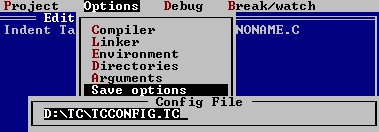 Project Options Debug Break/watch
Edit
Indent Ta NONAME.C
Compiler
Linker
Environment
Directories
Arguments
Save options
Config File
D:\TC\TCCONFIG.TC